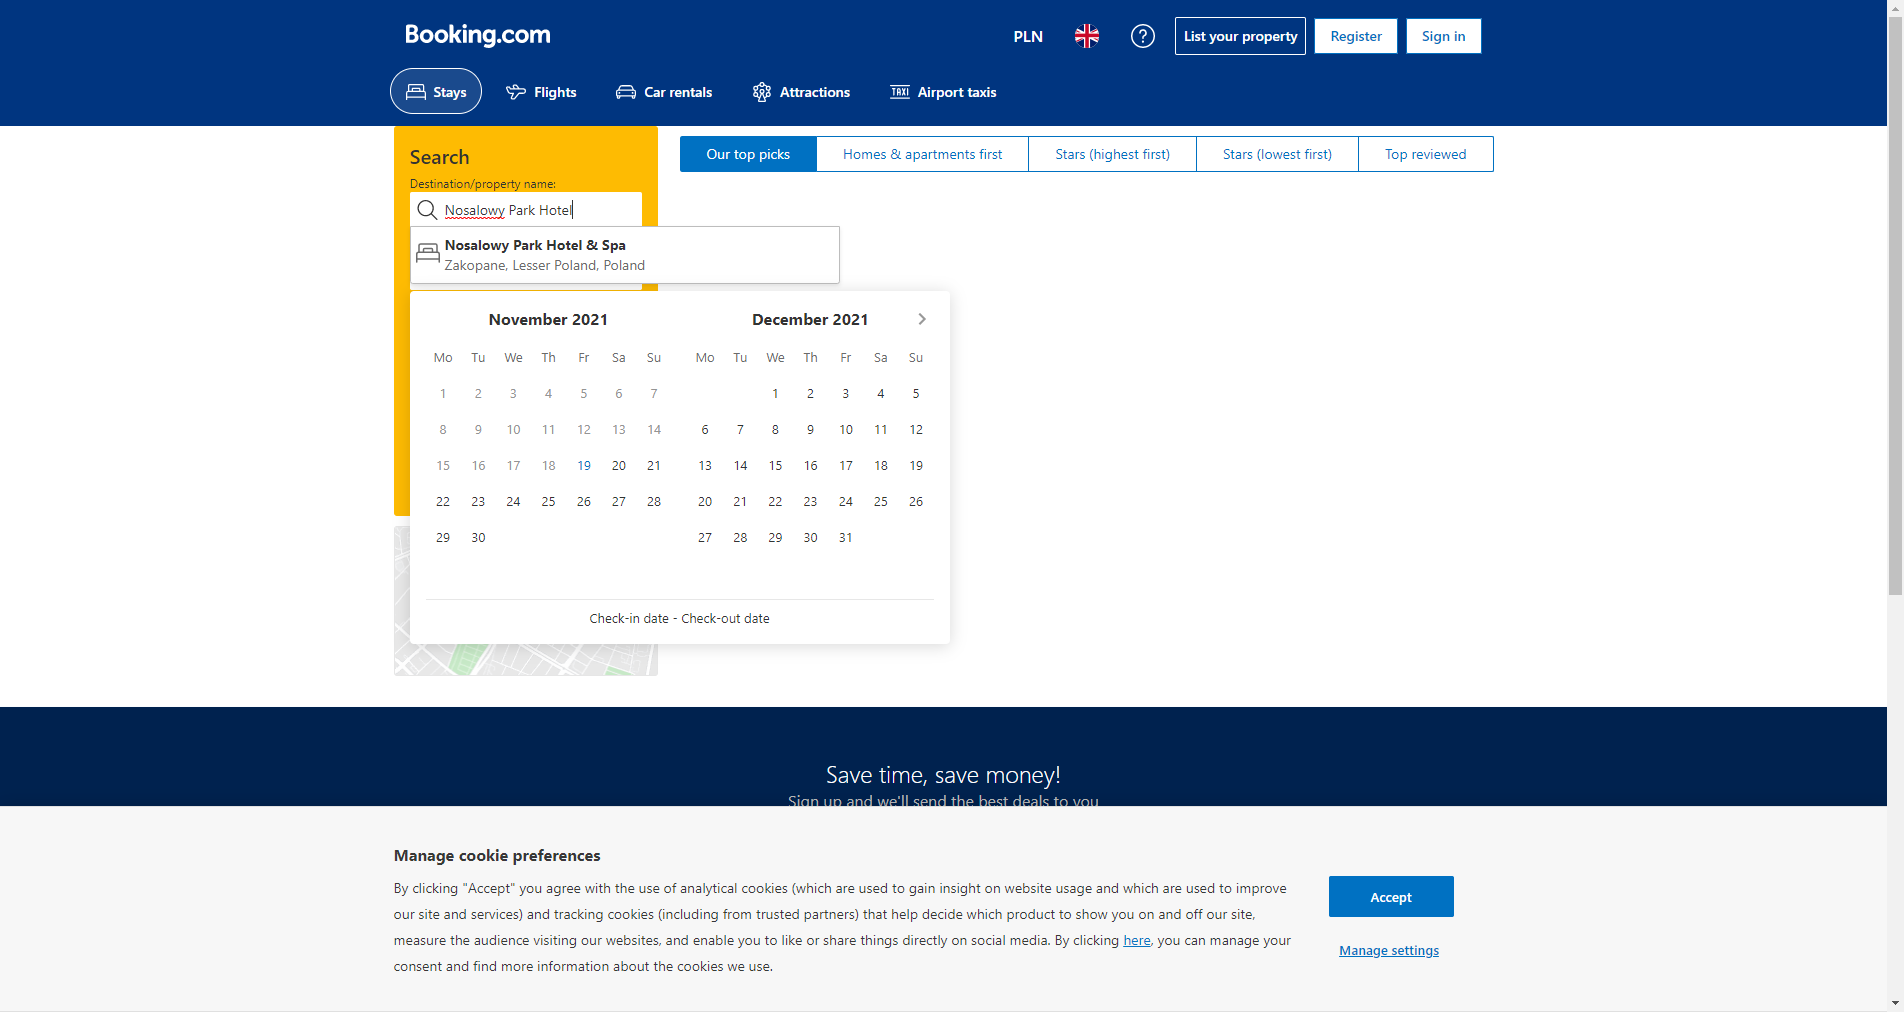 Booking.com
PLN
List your property
Register
Sign in
Stays
Flights
Car rentals
Attractions
TAXI
Airport taxis
Search
Destination/property name:
Nosalowy Park Hotel
Nosalowy Park Hotel & Spa
Zakopane, Lesser Poland, Poland
Our top picks
Homes & apartments first
Stars (highest first)
Stars (lowest first)
Top reviewed
November 2021
Mo Tu We Th Fr Sa Su
1 2 3 4 5 6 7
8 9 10 11 12 13 14
15 16 17 18 19 20 21
22 23 24 25 26 27 28
29 30
December 2021
Mo Tu We Th Fr Sa Su
1 2 3 4 5
6 7 8 9 10 11 12
13 14 15 16 17 18 19
20 21 22 23 24 25 26
27 28 29 30 31
Check-in date - Check-out date
Save time, save money!
Sign up and we'll send the best deals to you
Manage cookie preferences
By clicking "Accept" you agree with the use of analytical cookies (which are used to gain insight on website usage and which are used to improve
our site and services) and tracking cookies (including from trusted partners) that help decide which product to show you on and off our site,
measure the audience visiting our websites, and enable you to like or share things directly on social media. By clicking here, you can manage your
consent and find more information about the cookies we use.
Accept
Manage settings